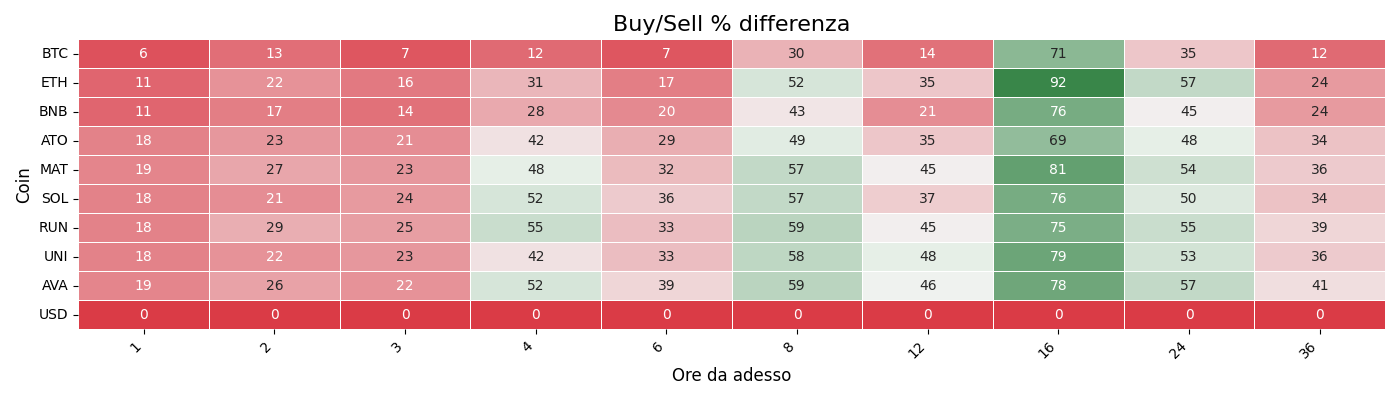 Buy/Sell % differenza
Coin
BTC 6 13 7 12 7 30 14 71 35 12
ETH 11 22 16 31 17 52 35 92 57 24
BNB 11 17 14 28 20 43 21 76 45 24
ATO 18 23 21 42 29 49 35 69 48 34
MAT 19 27 23 48 32 57 45 81 54 36
SOL 18 21 24 52 36 57 37 76 50 34
RUN 18 29 25 55 33 59 45 75 55 39
UNI 18 22 23 42 33 58 48 79 53 36
AVA 19 26 22 52 39 59 46 78 57 41
USD 0 0 0 0 0 0 0 0 0 0
1 2 3 4 6 8 12 16 24 36
Ore da adesso